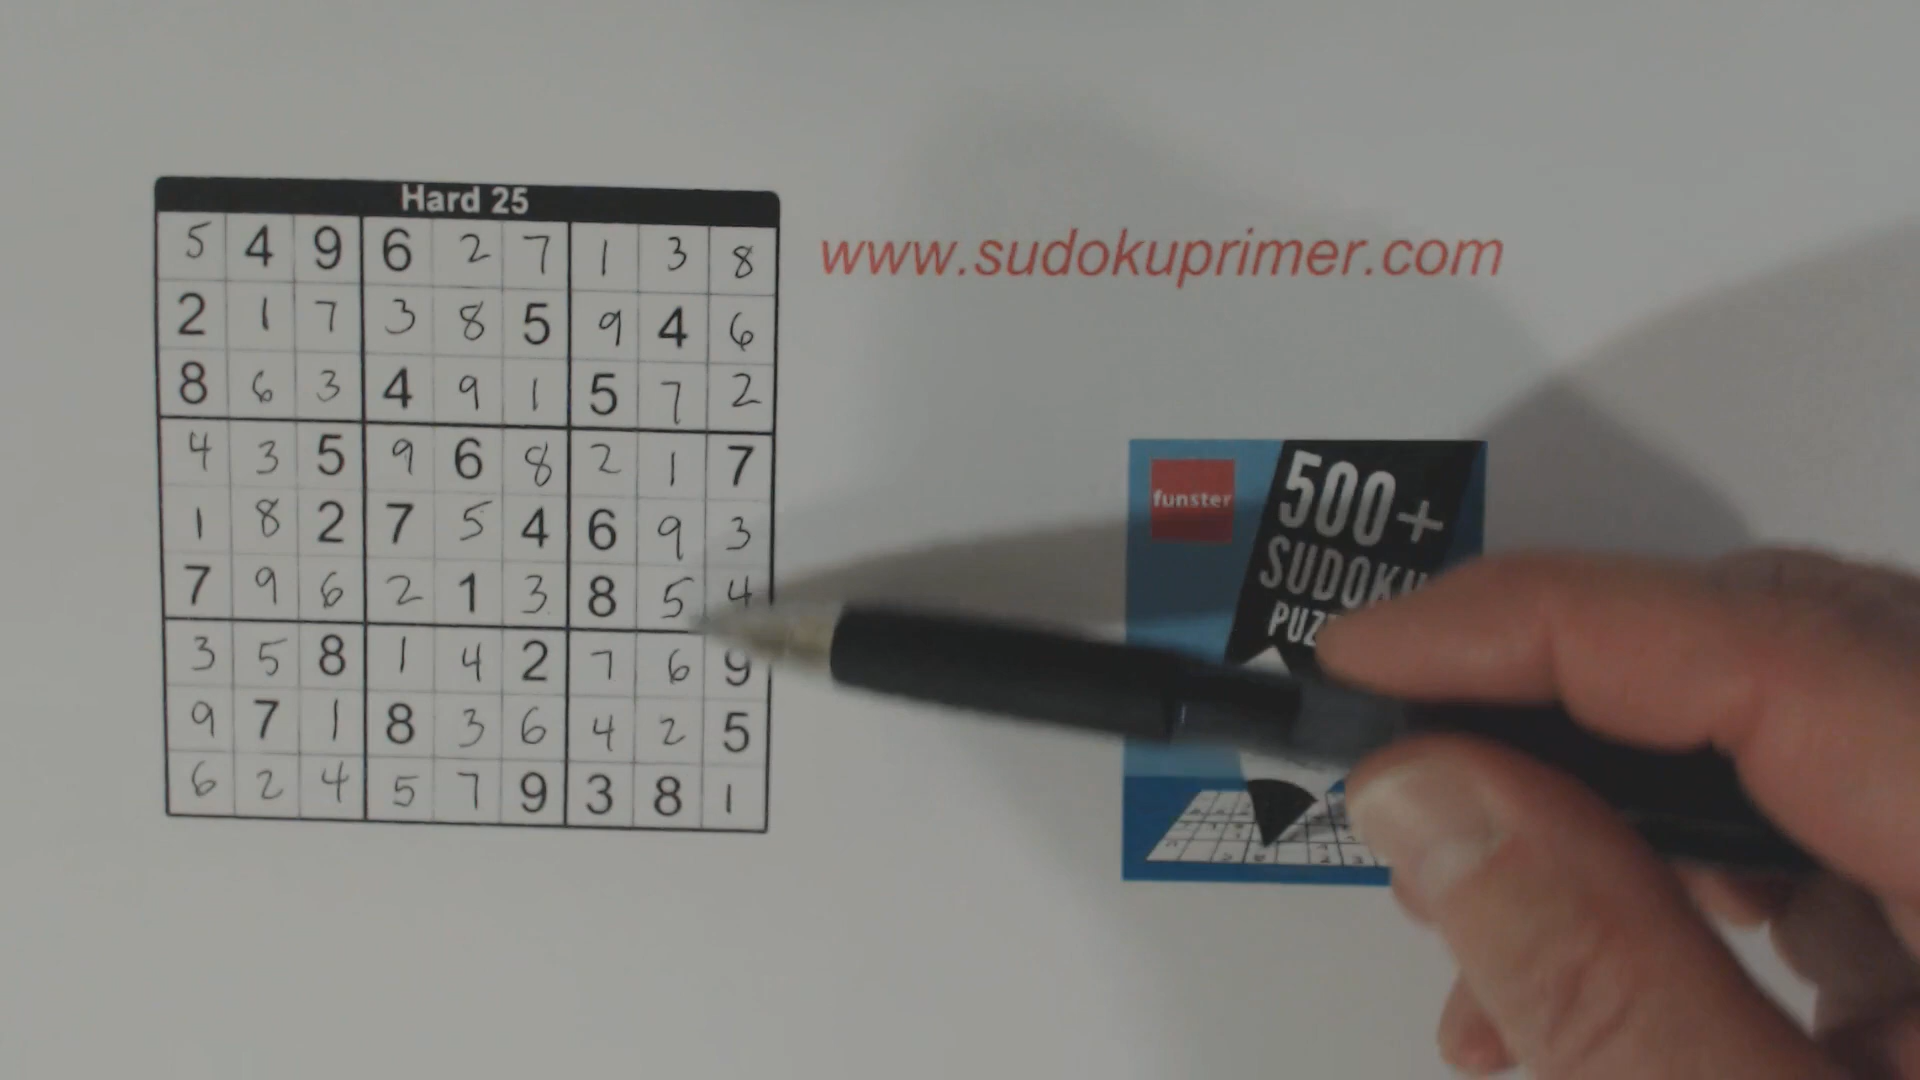 Hard 25
5 4 9 6 2 7 1 3 8
2 1 7 3 8 5 9 4 6
8 6 3 4 9 1 5 7 2
4 3 5 9 6 8 2 1 7
1 8 2 7 5 4 6 9 3
7 9 6 2 1 3 8 5 4
3 5 8 1 4 2 7 6 9
9 7 1 8 3 6 4 2 5
6 2 4 5 7 9 3 8 1
www.sudokuprimer.com
funster
500+